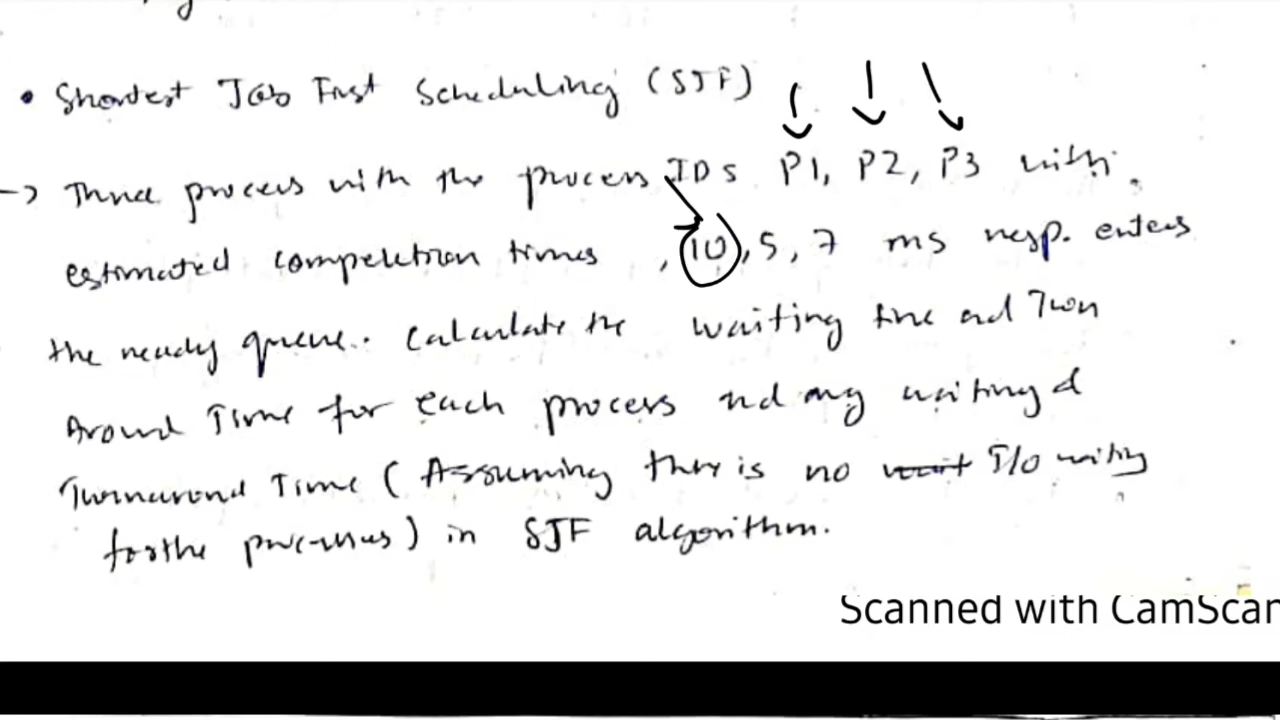 • Shortest Job First Scheduling (SJF)
-> Three process with the process IDs P1, P2, P3 with
estimated completion times , 10, 5, 7 ms resp. enters
the ready queue. Calculate the waiting time and Turn
Around Time for each process and avg waiting &
Turnaround Time (Assuming there is no wait I/O waiting
for the processes) in SJF algorithm.
Scanned with CamScan